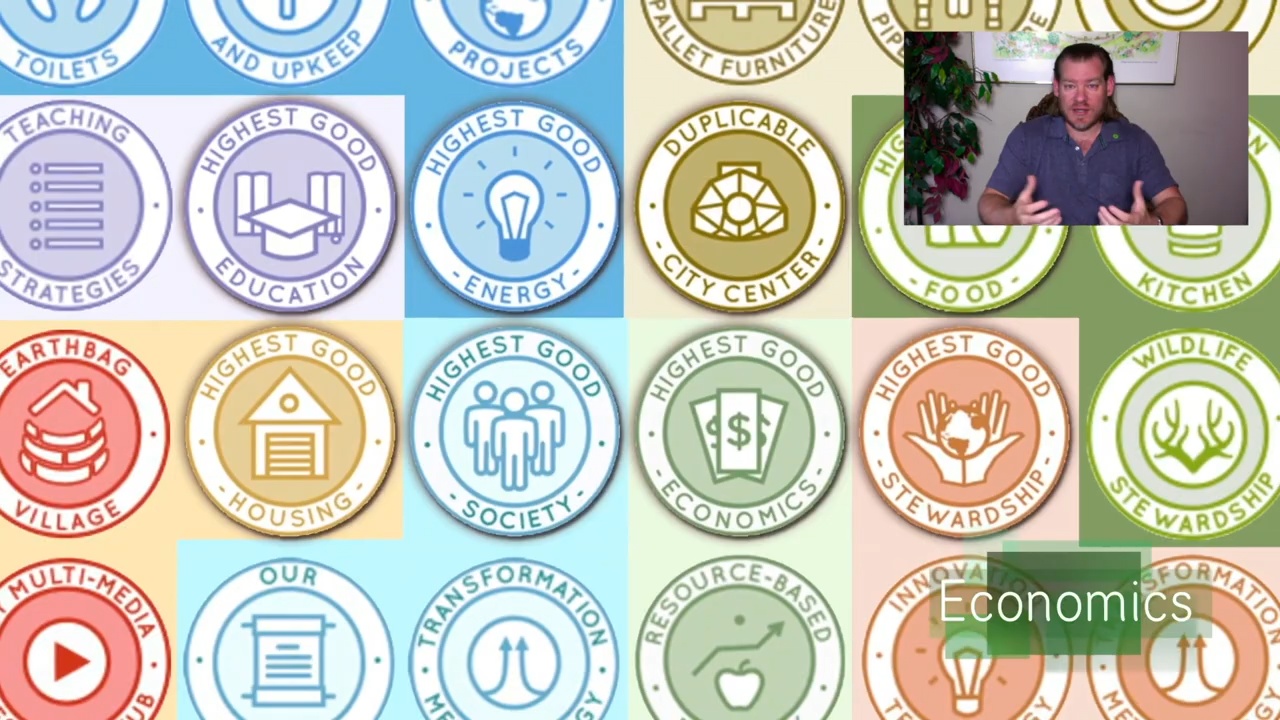 TOILETS
AND UPKEEP
PROJECTS
PALLET FURNITURE
TEACHING
STRATEGIES
HIGHEST GOOD
EDUCATION
HIGHEST GOOD
- ENERGY -
DUPLICABLE
- CITY CENTER -
- FOOD -
KITCHEN
EARTHBAG
VILLAGE
HIGHEST GOOD
- HOUSING -
HIGHEST GOOD
- SOCIETY -
HIGHEST GOOD
$ $ $
- ECONOMICS -
HIGHEST GOOD
- STEWARDSHIP -
WILDLIFE
STEWARDSHIP
MULTI-MEDIA
OUR
TRANSFORMATION
RESOURCE-BASED
Economics